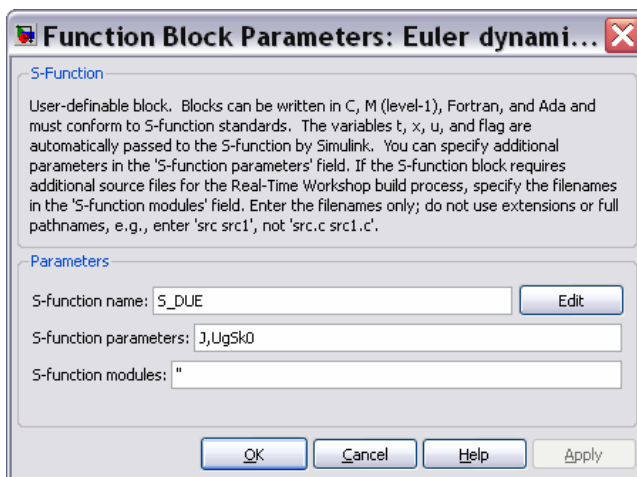 Function Block Parameters: Euler dynami...
S-Function
User-definable block.  Blocks can be written in C, M (level-1), Fortran, and Ada and
must conform to S-function standards.  The variables t, x, u, and flag are
automatically passed to the S-function by Simulink.  You can specify additional
parameters in the 'S-function parameters' field. If the S-function block requires
additional source files for the Real-Time Workshop build process, specify the filenames
in the 'S-function modules' field. Enter the filenames only; do not use extensions or full
pathnames, e.g., enter 'src src1', not 'src.c src1.c'.
Parameters
S-function name: S_DUE Edit
S-function parameters: J,UgSk0
S-function modules: ''
OK Cancel Help Apply